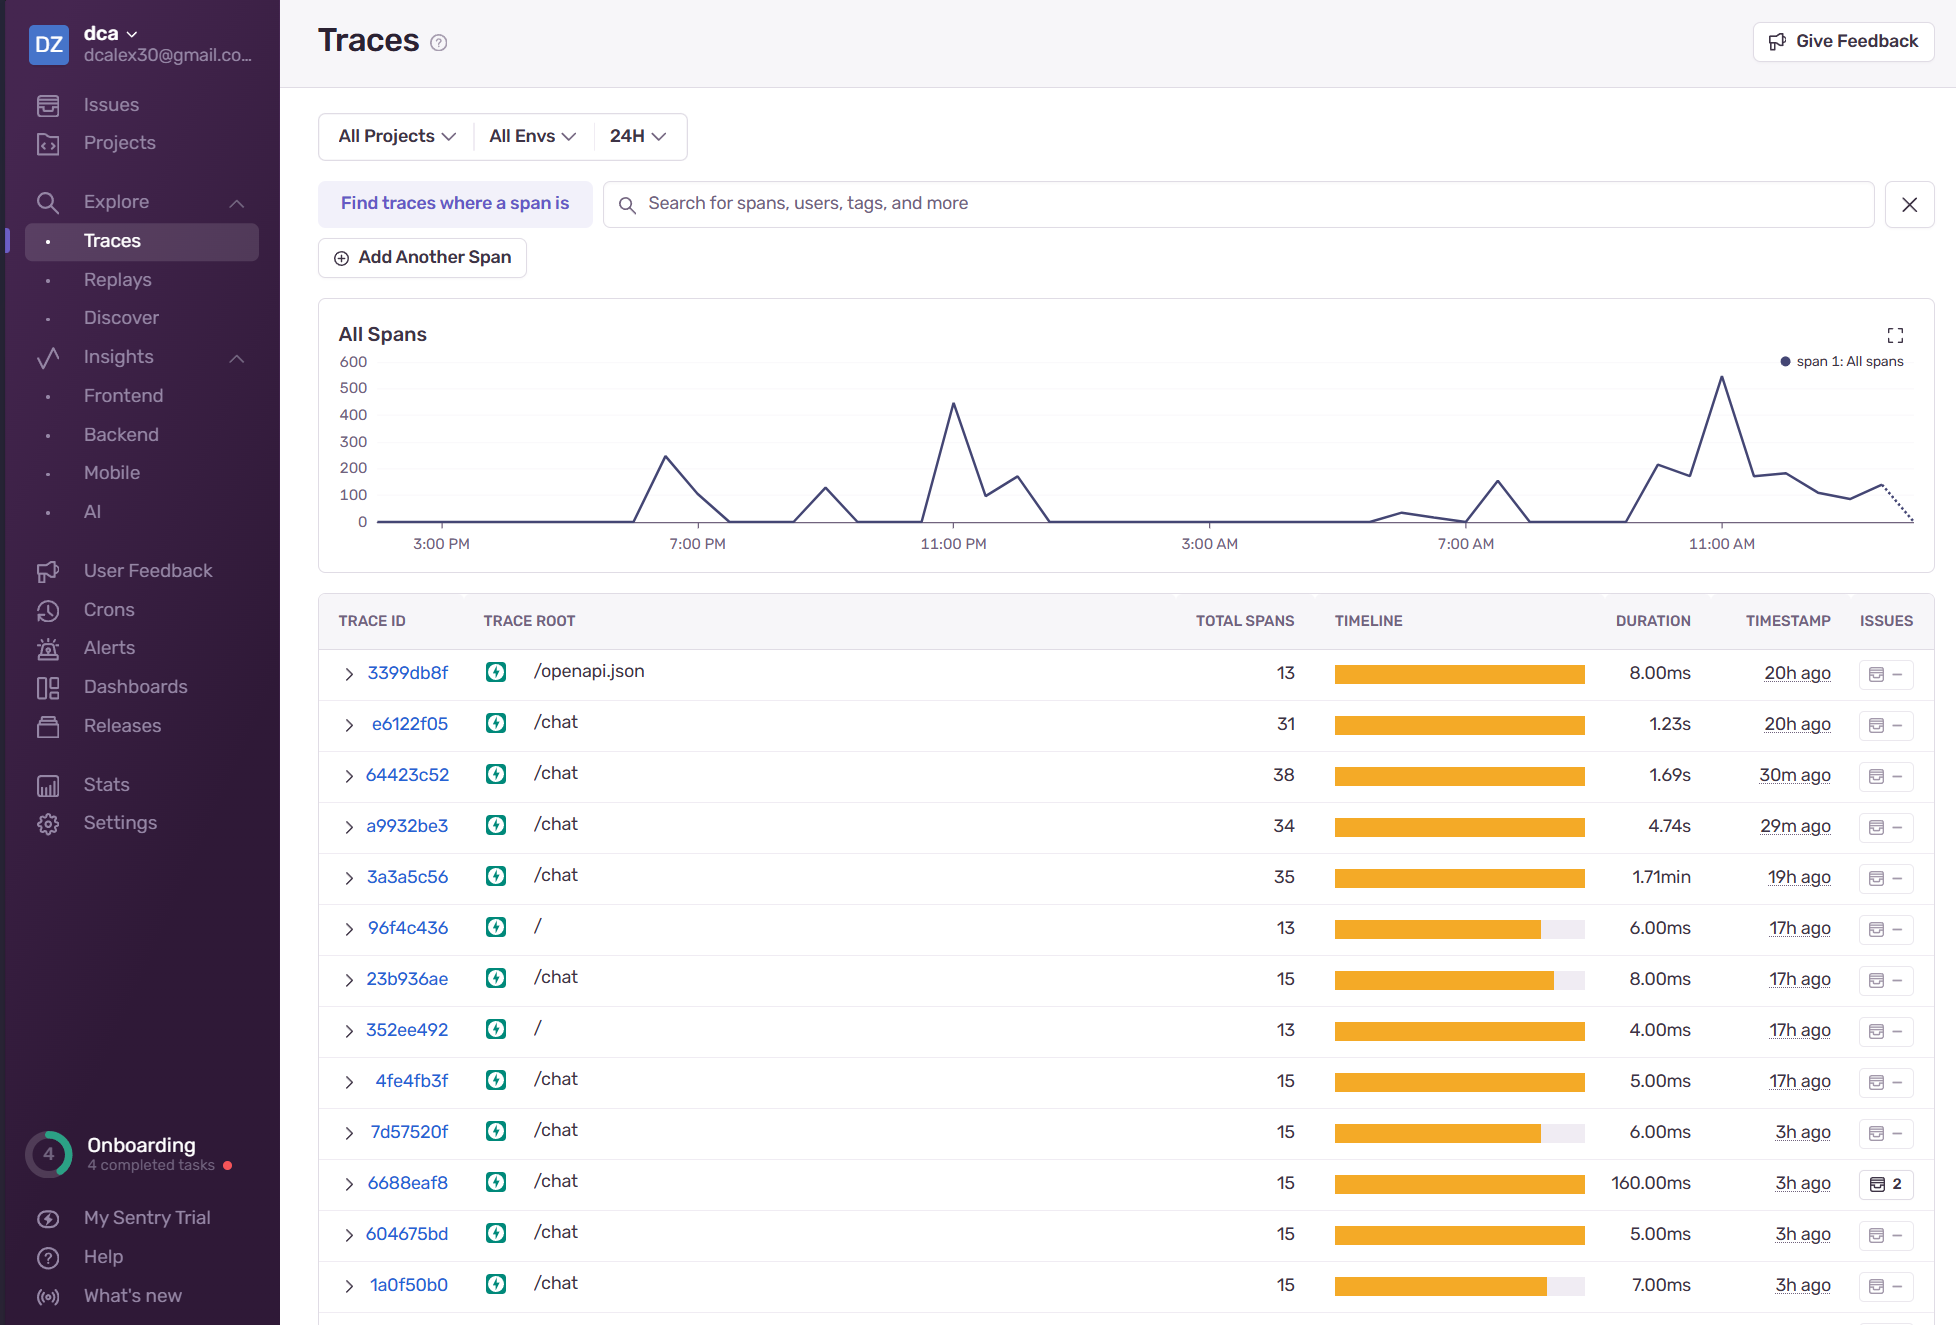 DZ
dca
dcalex30@gmail.co...
Issues
Projects
Explore
Traces
Replays
Discover
Insights
Frontend
Backend
Mobile
AI
User Feedback
Crons
Alerts
Dashboards
Releases
Stats
Settings
4
Onboarding
4 completed tasks
My Sentry Trial
Help
What's new
Traces ?
Give Feedback
All Projects All Envs 24H
Find traces where a span is Search for spans, users, tags, and more
Add Another Span
All Spans
span 1: All spans
600
500
400
300
200
100
0
3:00 PM 7:00 PM 11:00 PM 3:00 AM 7:00 AM 11:00 AM
TRACE ID TRACE ROOT TOTAL SPANS TIMELINE DURATION TIMESTAMP ISSUES
3399db8f /openapi.json 13 8.00ms 20h ago –
e6122f05 /chat 31 1.23s 20h ago –
64423c52 /chat 38 1.69s 30m ago –
a9932be3 /chat 34 4.74s 29m ago –
3a3a5c56 /chat 35 1.71min 19h ago –
96f4c436 / 13 6.00ms 17h ago –
23b936ae /chat 15 8.00ms 17h ago –
352ee492 / 13 4.00ms 17h ago –
4fe4fb3f /chat 15 5.00ms 17h ago –
7d57520f /chat 15 6.00ms 3h ago –
6688eaf8 /chat 15 160.00ms 3h ago 2
604675bd /chat 15 5.00ms 3h ago –
1a0f50b0 /chat 15 7.00ms 3h ago –